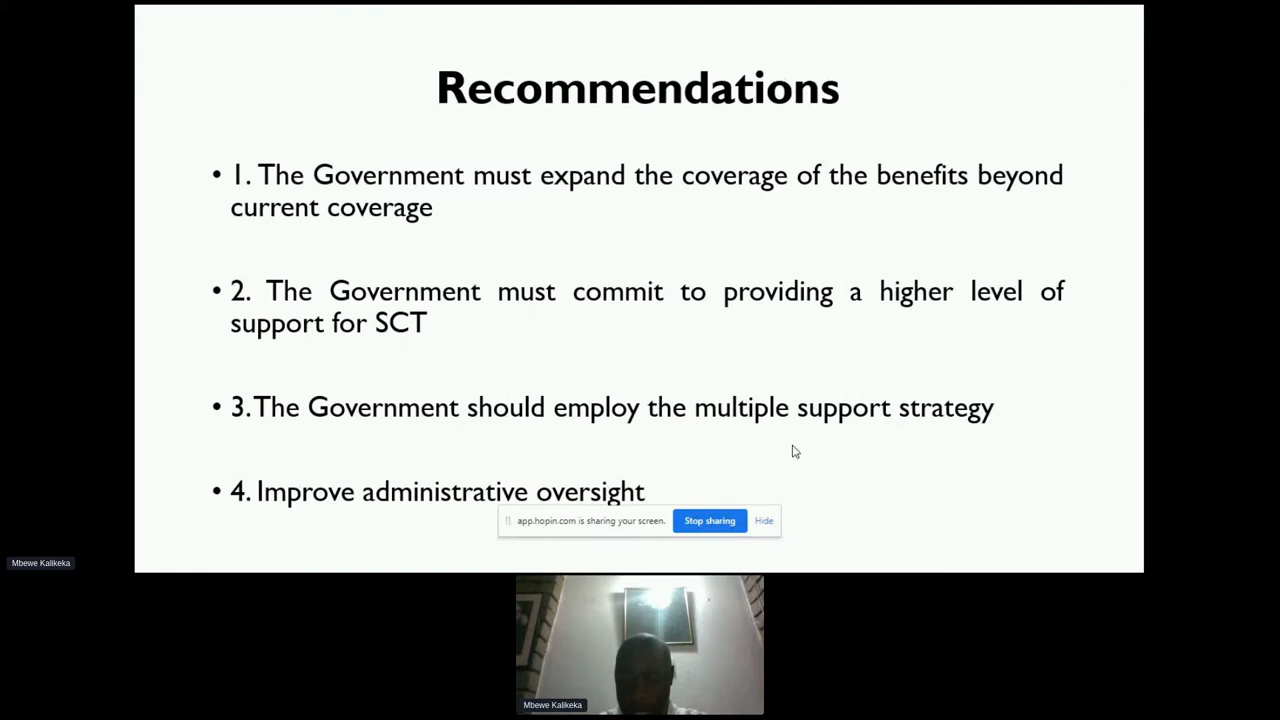 Recommendations
• 1. The Government must expand the coverage of the benefits beyond
current coverage
• 2. The Government must commit to providing a higher level of
support for SCT
• 3. The Government should employ the multiple support strategy
• 4. Improve administrative oversight
app.hopin.com is sharing your screen. Stop sharing Hide
Mbewe Kalikeka
Mbewe Kalikeka